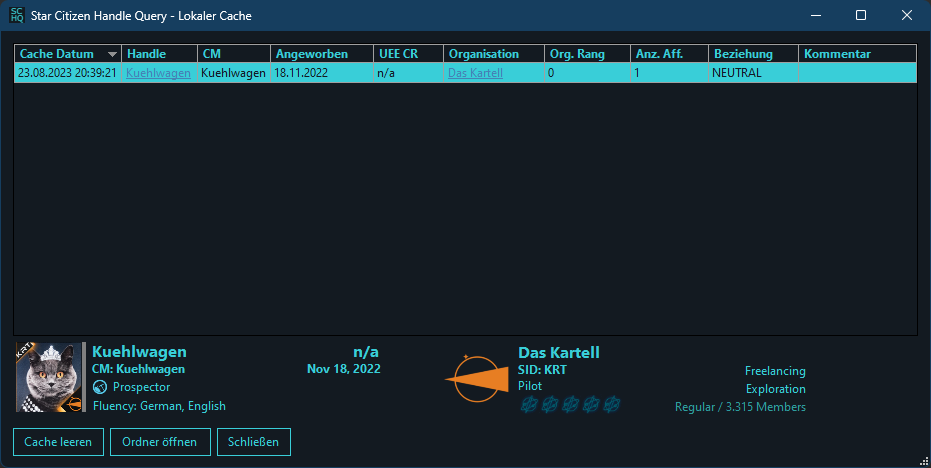 SC
HQ
Star Citizen Handle Query - Lokaler Cache
Cache Datum Handle CM Angeworben UEE CR Organisation Org. Rang Anz. Aff. Beziehung Kommentar
23.08.2023 20:39:21 Kuehlwagen Kuehlwagen 18.11.2022 n/a Das Kartell 0 1 NEUTRAL
KRT
Kuehlwagen n/a
CM: Kuehlwagen Nov 18, 2022
Prospector
Fluency: German, English
Das Kartell
SID: KRT
Pilot
Freelancing
Exploration
Regular / 3.315 Members
Cache leeren Ordner öffnen Schließen